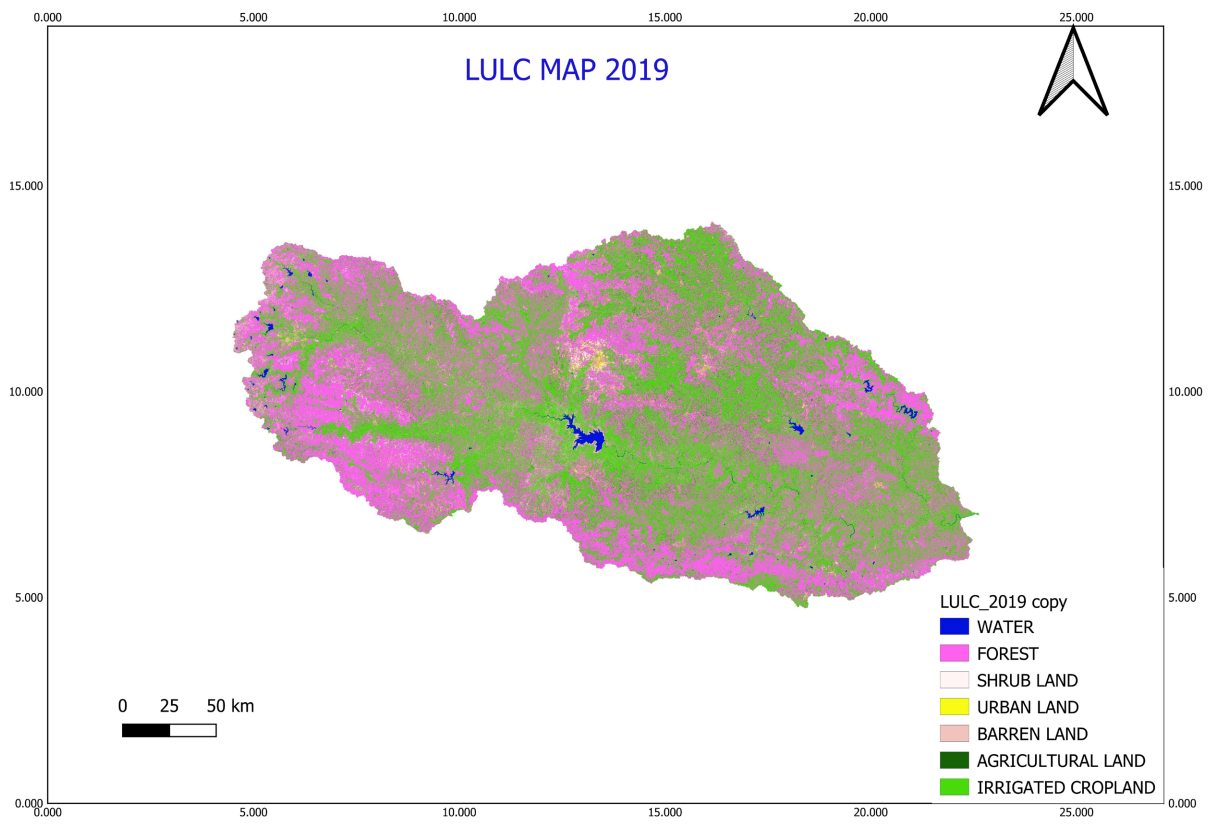 0.000 5.000 10.000 15.000 20.000 25.000
LULC MAP 2019
15.000 15.000
10.000 10.000
5.000 5.000
LULC_2019 copy
WATER
FOREST
SHRUB LAND
URBAN LAND
BARREN LAND
AGRICULTURAL LAND
IRRIGATED CROPLAND
0 25 50 km
0.000 0.000
0.000 5.000 10.000 15.000 20.000 25.000